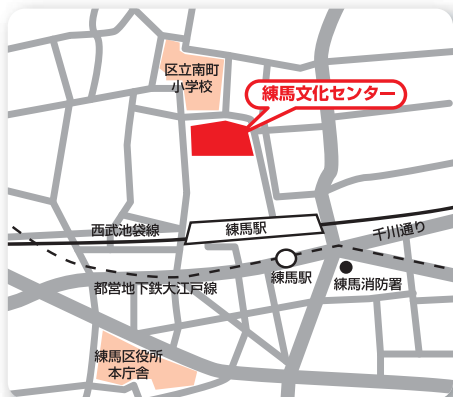 区立南町
小学校
練馬文化センター
西武池袋線
練馬駅
千川通り
都営地下鉄大江戸線
練馬駅
練馬消防署
練馬区役所
本庁舎